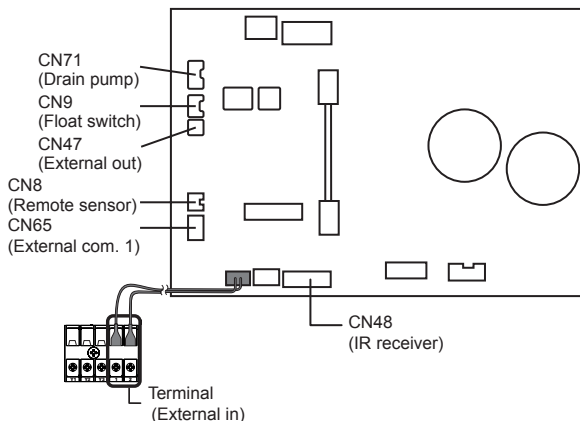 CN71
(Drain pump)
CN9
(Float switch)
CN47
(External out)
CN8
(Remote sensor)
CN65
(External com. 1)
CN48
(IR receiver)
Terminal
(External in)